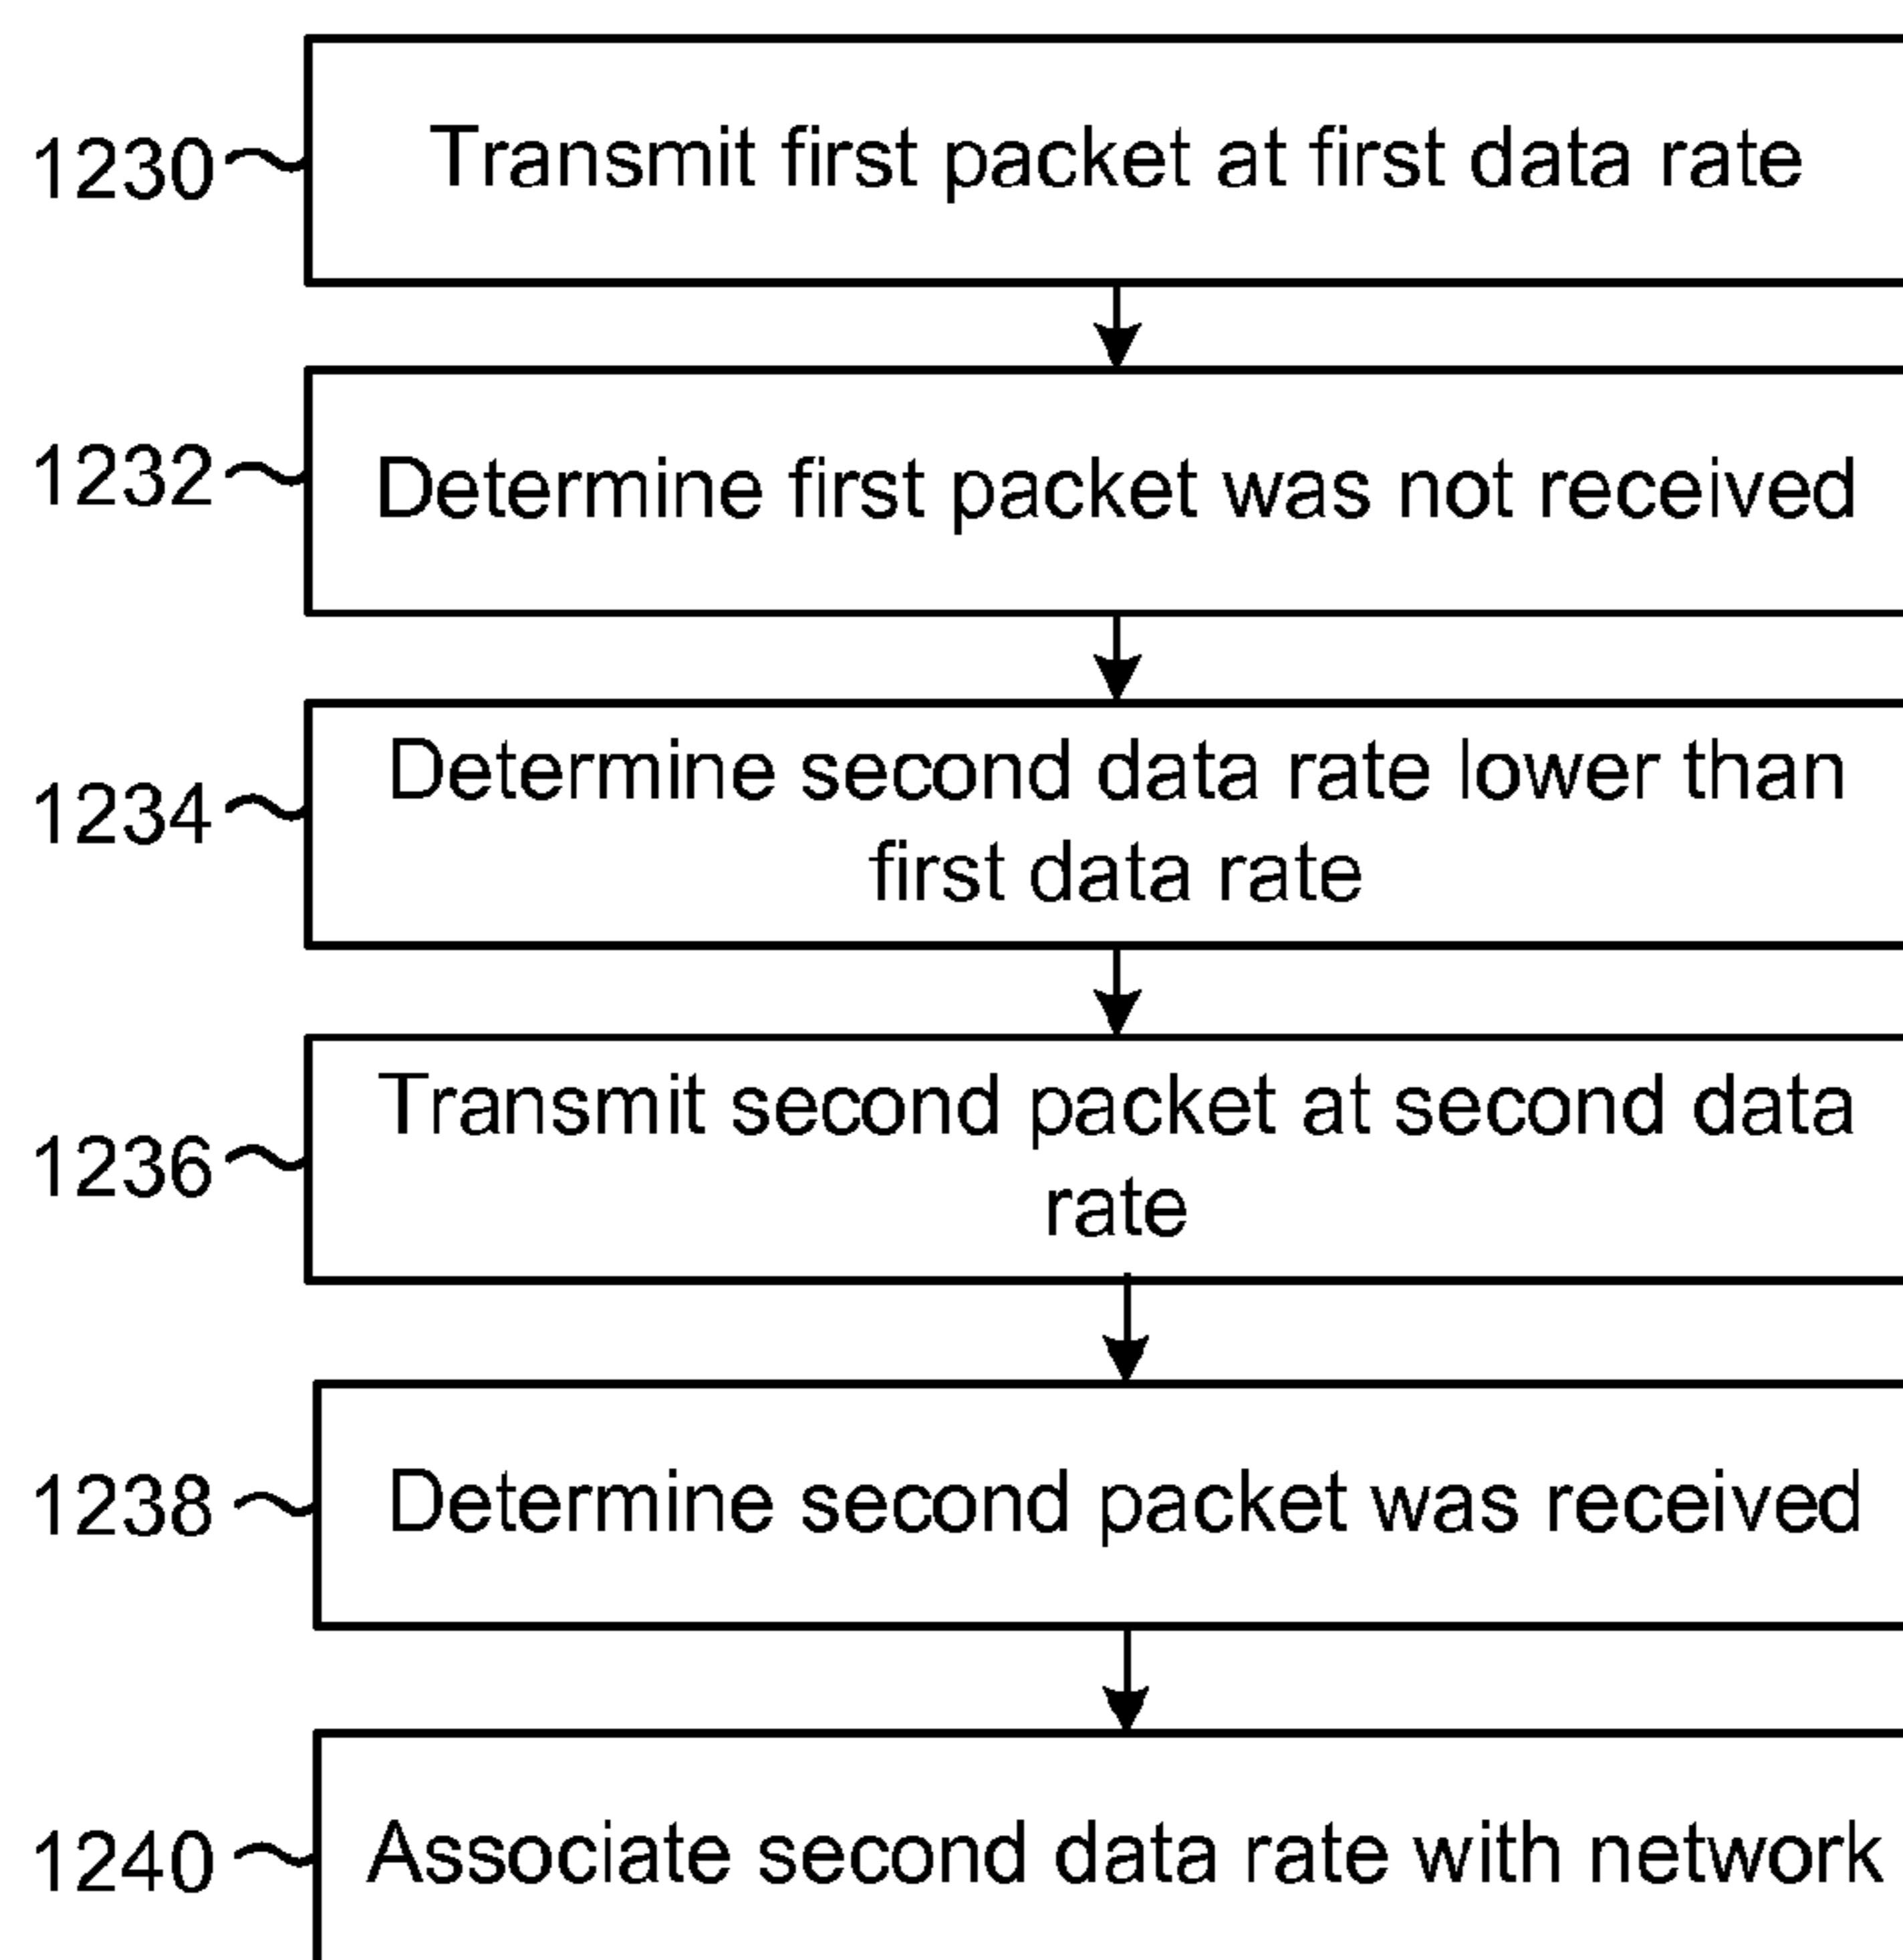 1230 Transmit first packet at first data rate
1232 Determine first packet was not received
1234 Determine second data rate lower than
first data rate
1236 Transmit second packet at second data
rate
1238 Determine second packet was received
1240 Associate second data rate with network